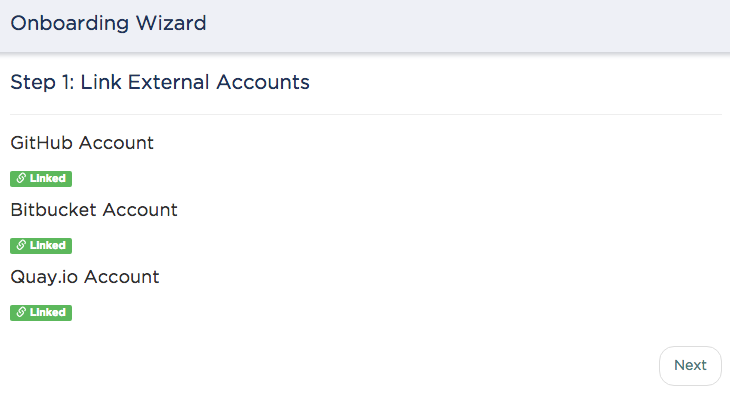 Onboarding Wizard
Step 1: Link External Accounts
GitHub Account
Linked
Bitbucket Account
Linked
Quay.io Account
Linked
Next